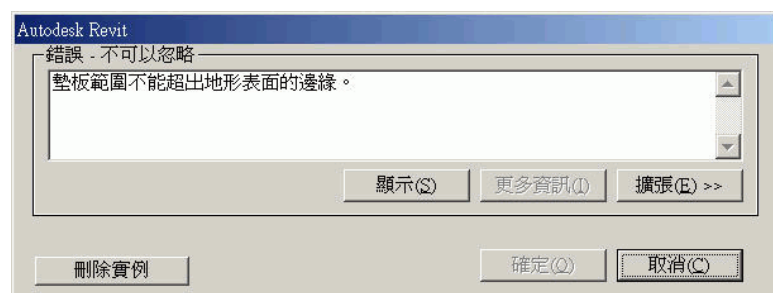 Autodesk Revit
錯誤 - 不可以忽略
墊板範圍不能超出地形表面的邊緣。
顯示(S) 更多資訊(I) 擴張(E) >>
刪除實例 確定(O) 取消(C)